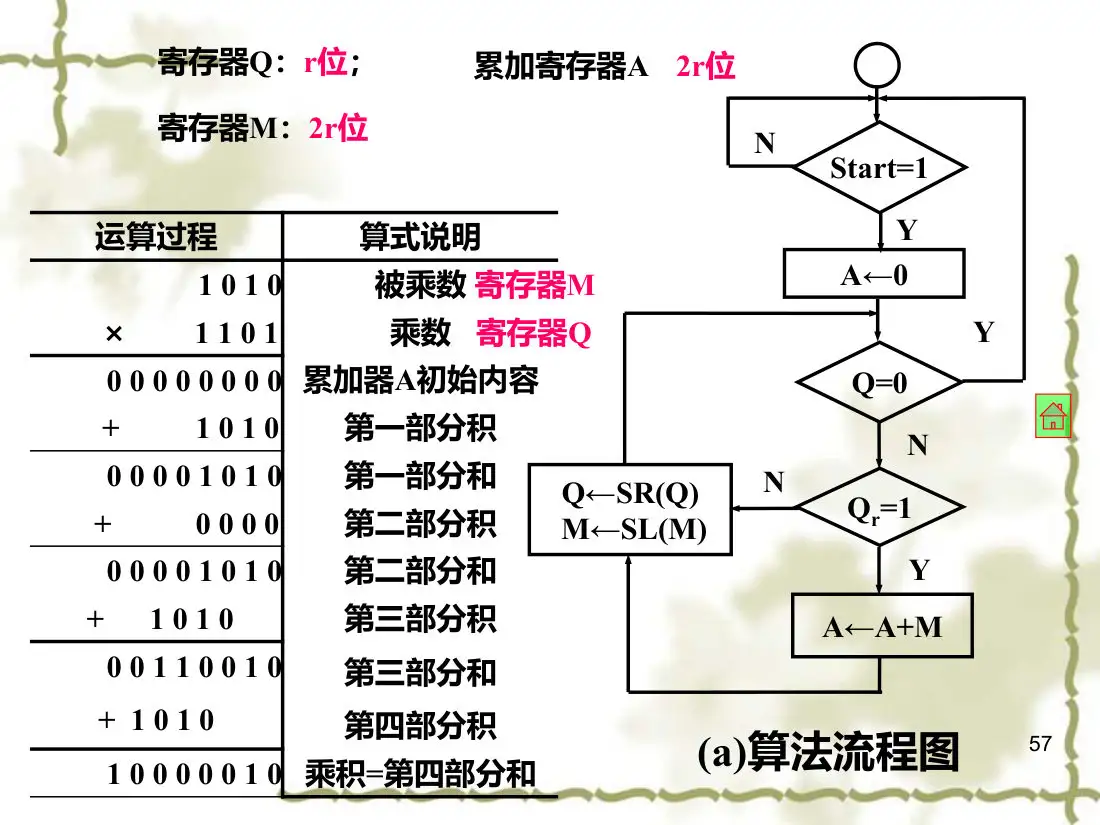 寄存器Q：r位；
累加寄存器A 2r位
寄存器M：2r位
运算过程 算式说明
1 0 1 0 被乘数 寄存器M
× 1 1 0 1 乘数 寄存器Q
0 0 0 0 0 0 0 0 累加器A初始内容
+ 1 0 1 0 第一部分积
0 0 0 0 1 0 1 0 第一部分和
+ 0 0 0 0 第二部分积
0 0 0 0 1 0 1 0 第二部分和
+ 1 0 1 0 第三部分积
0 0 1 1 0 0 1 0 第三部分和
+ 1 0 1 0 第四部分积
1 0 0 0 0 0 1 0 乘积=第四部分和
N
Start=1
Y
A←0
Y
Q=0
N
Q←SR(Q)
M←SL(M)
N
Qr=1
Y
A←A+M
(a)算法流程图
57